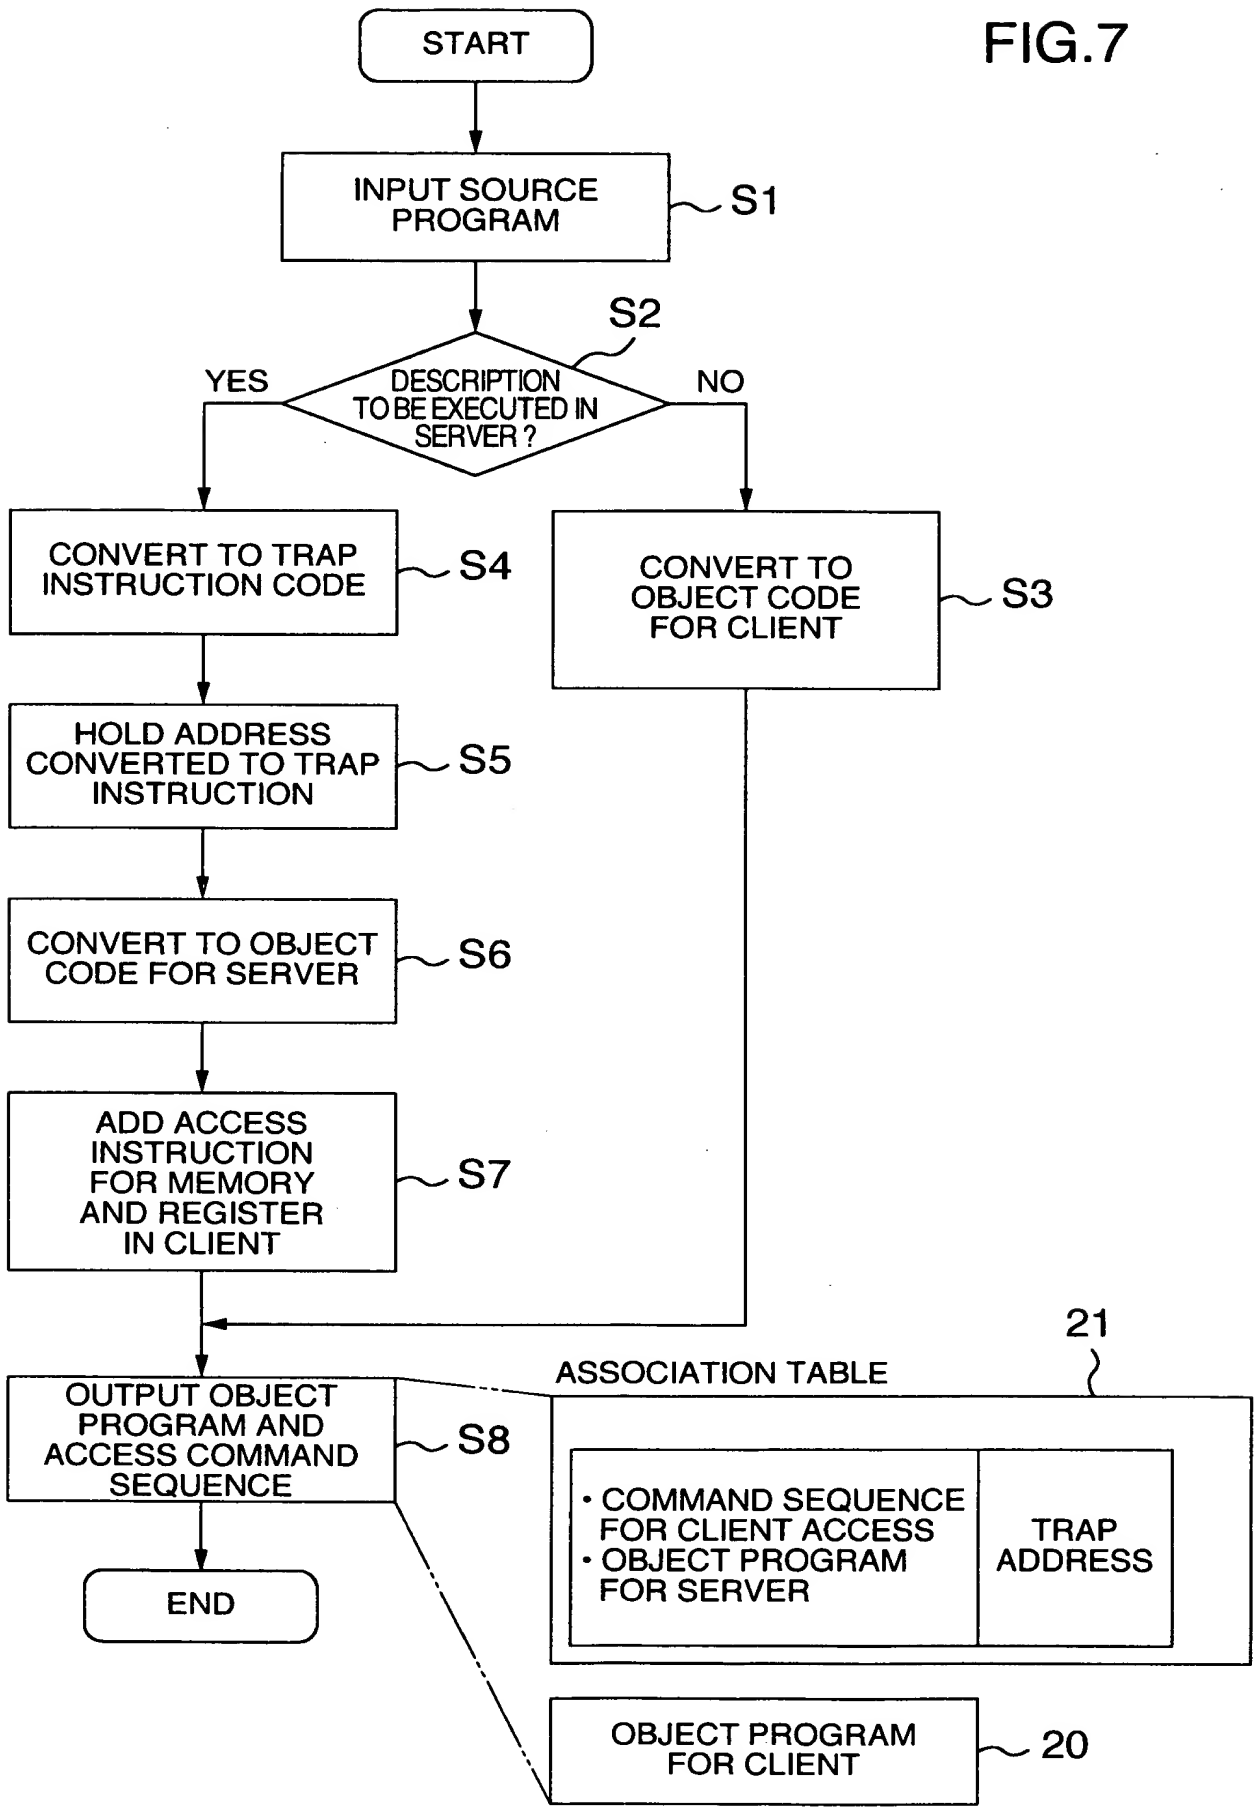 START
FIG.7
INPUT SOURCE
PROGRAM
S1
S2
YES
DESCRIPTION
TO BE EXECUTED IN
SERVER ?
NO
CONVERT TO TRAP
INSTRUCTION CODE
S4
CONVERT TO
OBJECT CODE
FOR CLIENT
S3
HOLD ADDRESS
CONVERTED TO TRAP
INSTRUCTION
S5
CONVERT TO OBJECT
CODE FOR SERVER
S6
ADD ACCESS
INSTRUCTION
FOR MEMORY
AND REGISTER
IN CLIENT
S7
OUTPUT OBJECT
PROGRAM AND
ACCESS COMMAND
SEQUENCE
S8
END
ASSOCIATION TABLE
21
• COMMAND SEQUENCE
FOR CLIENT ACCESS
• OBJECT PROGRAM
FOR SERVER
TRAP
ADDRESS
OBJECT PROGRAM
FOR CLIENT
20